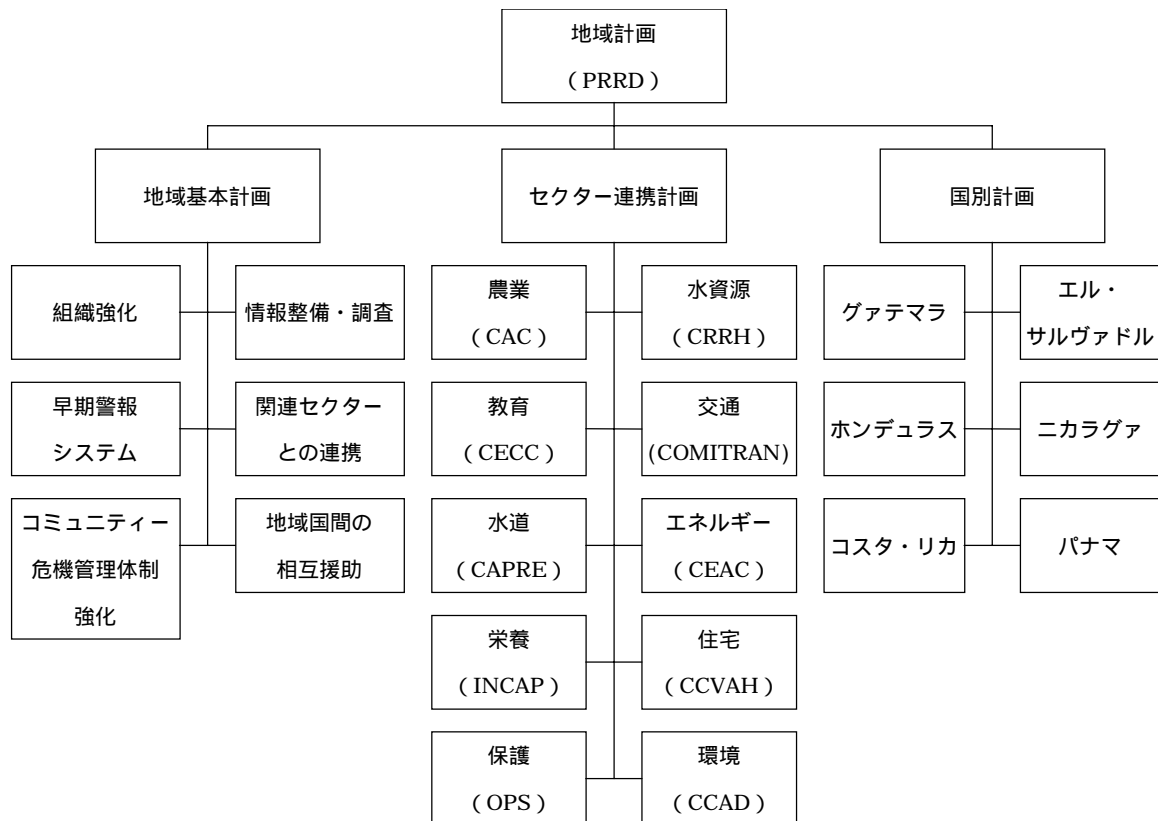 地域計画
（PRRD）
地域基本計画
セクター連携計画
国別計画
組織強化
情報整備・調査
早期警報
システム
関連セクター
との連携
コミュニティー
危機管理体制
強化
地域国間の
相互援助
農業
（CAC）
水資源
（CRRH）
教育
（CECC）
交通
(COMITRAN)
水道
（CAPRE）
エネルギー
（CEAC）
栄養
（INCAP）
住宅
（CCVAH）
保護
（OPS）
環境
（CCAD）
グァテマラ
エル・
サルヴァドル
ホンデュラス
ニカラグァ
コスタ・リカ
パナマ